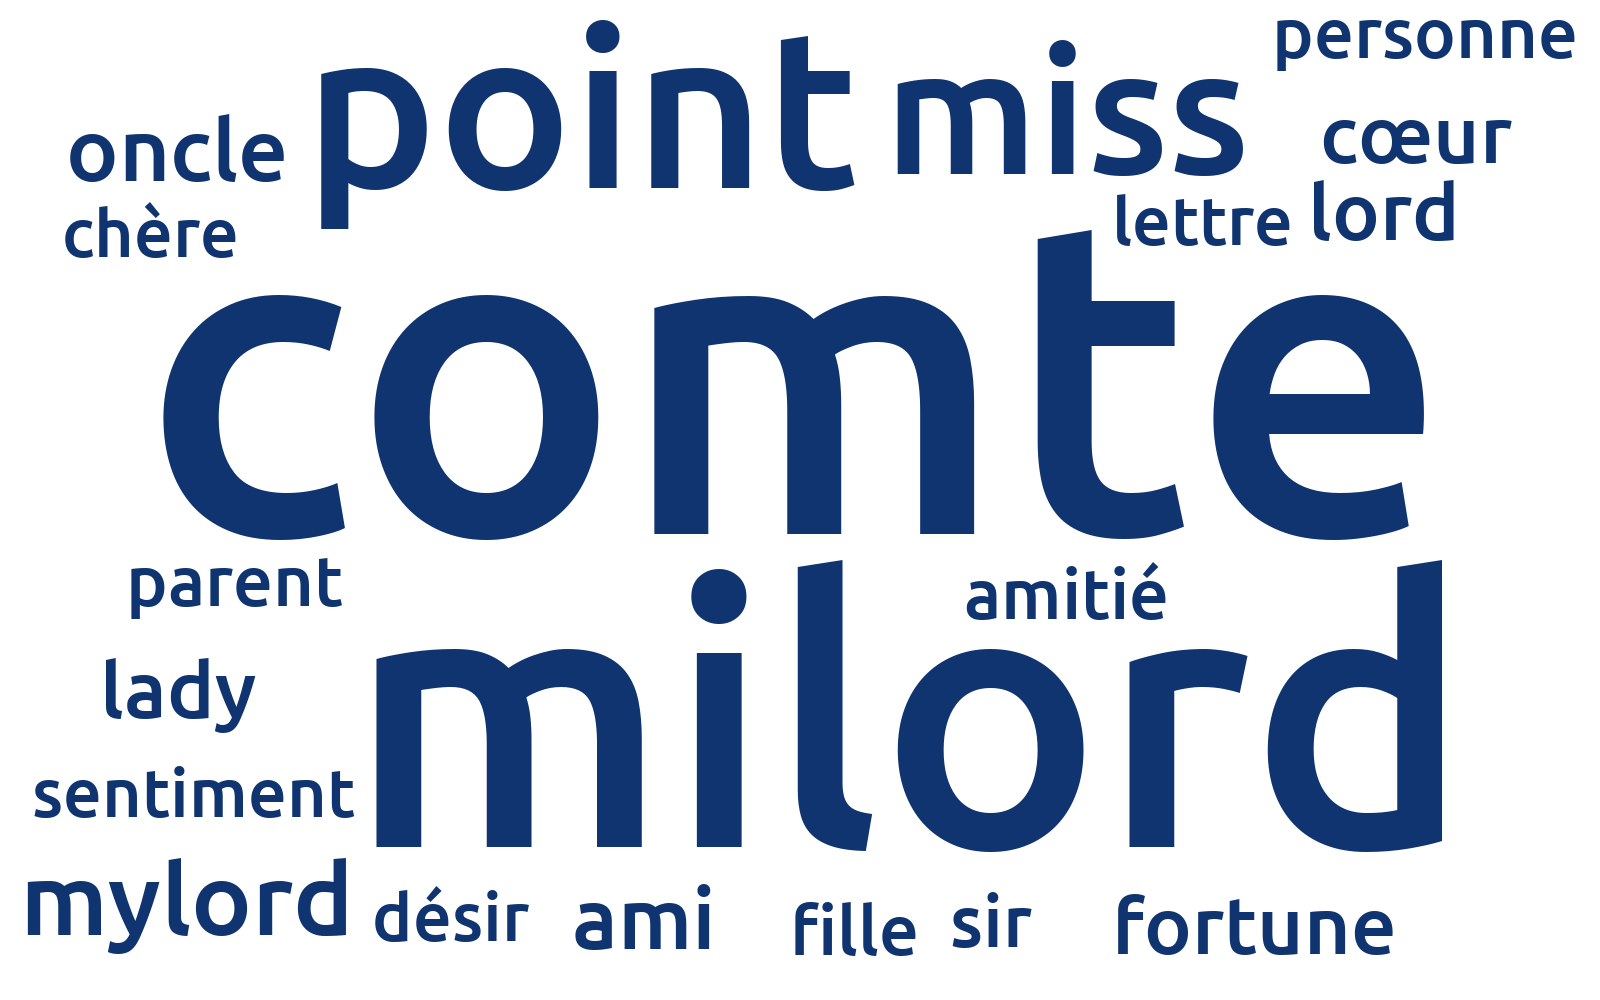 personne
point miss
oncle
cœur
chère
lettre lord
comte
parent
amitié
milord
lady
sentiment
mylord
désir ami fille sir fortune